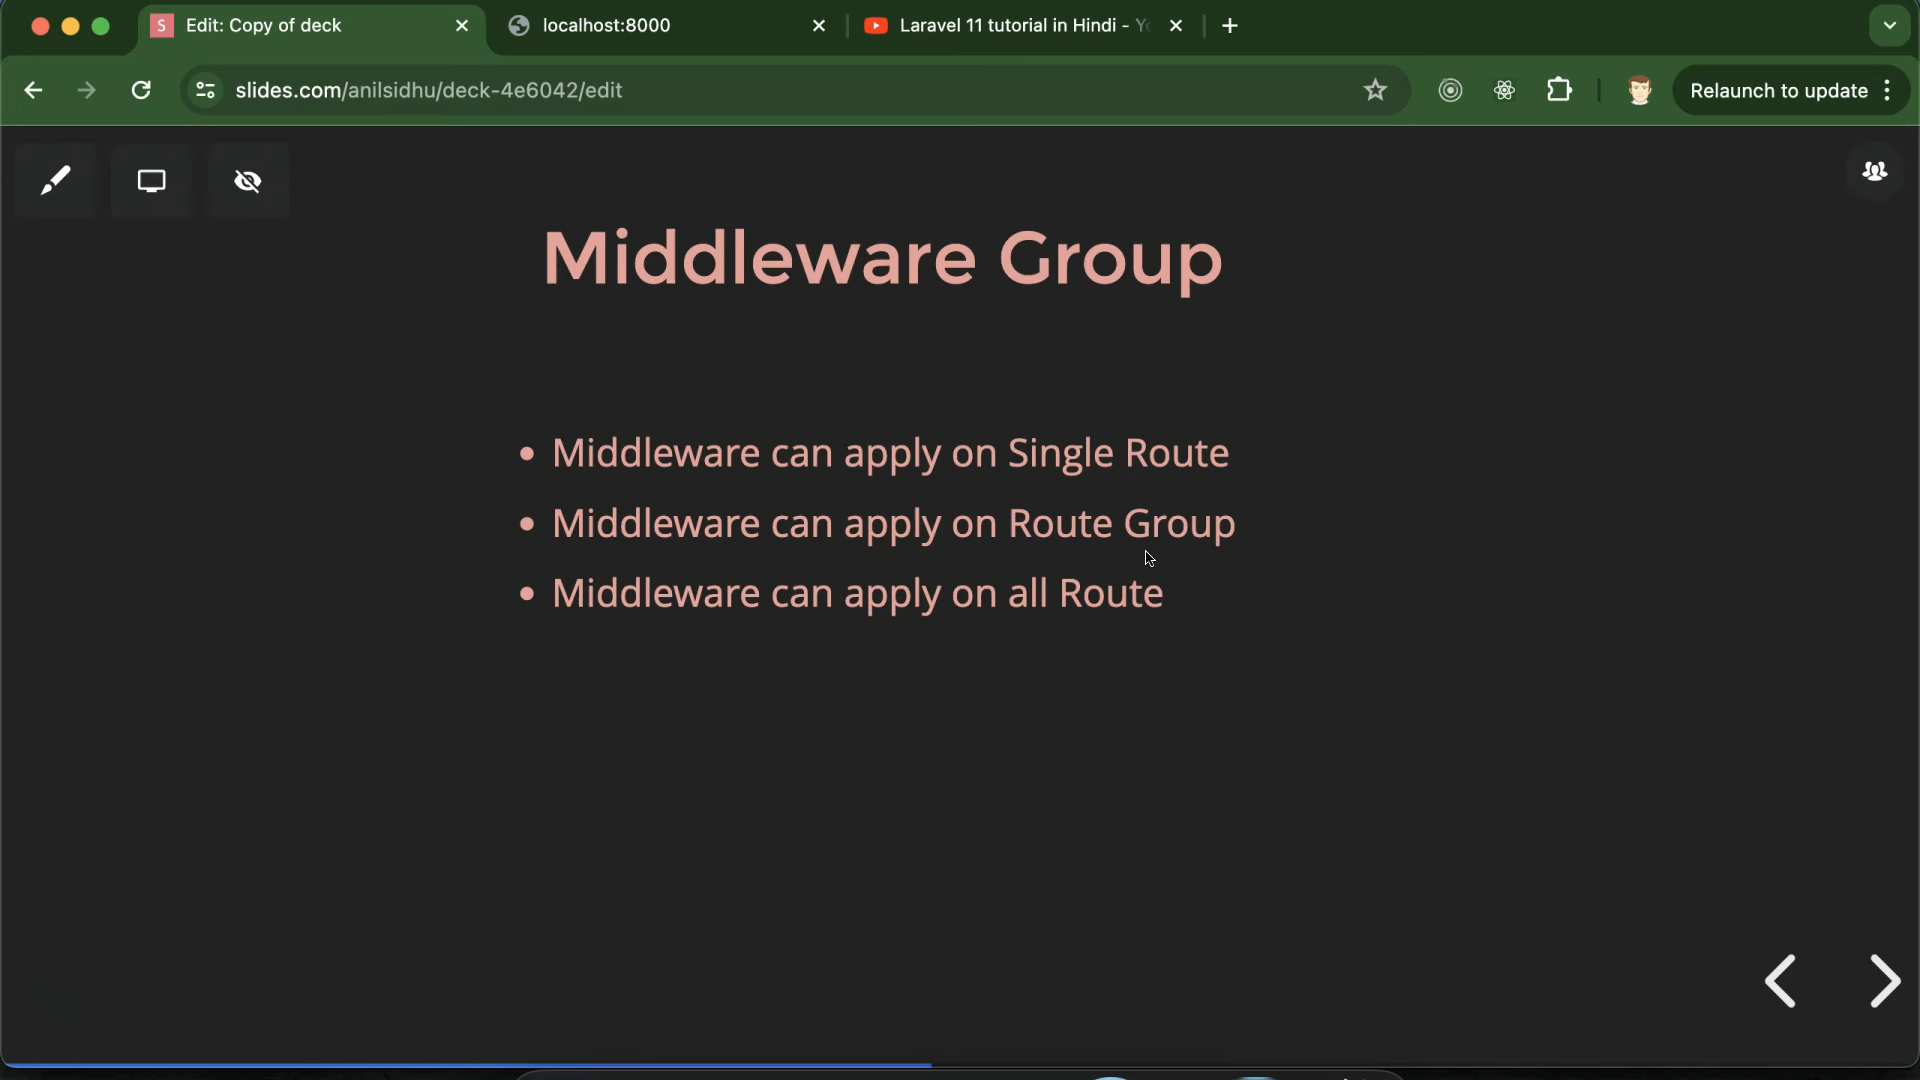 S Edit: Copy of deck
localhost:8000
Laravel 11 tutorial in Hindi -
slides.com/anilsidhu/deck-4e6042/edit
Relaunch to update
Middleware Group
• Middleware can apply on Single Route
• Middleware can apply on Route Group
• Middleware can apply on all Route